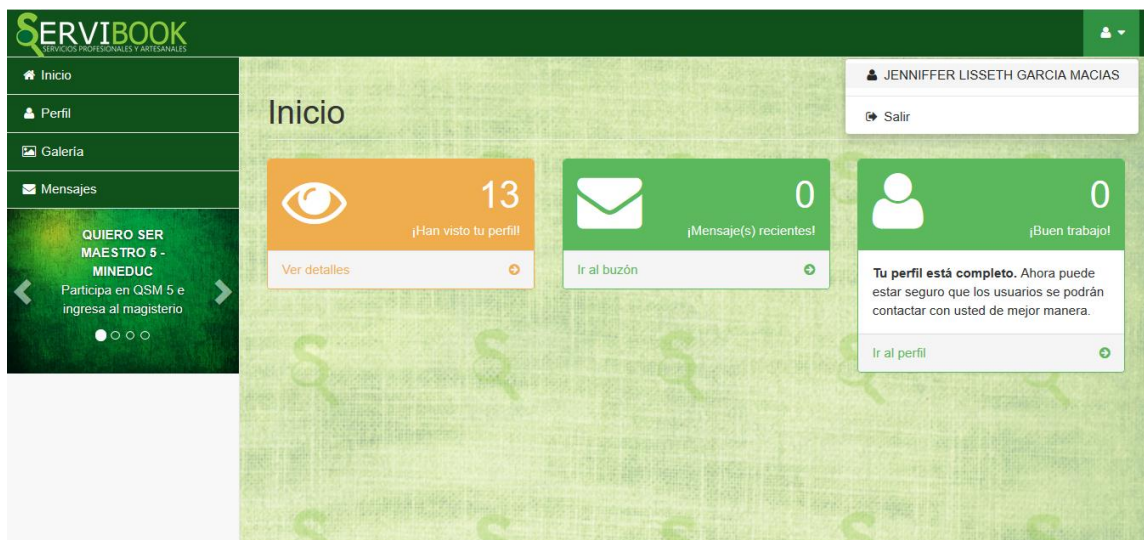 SERVIBOOK
SERVICIOS PROFESIONALES Y ARTESANALES
Inicio
Perfil
Galería
Mensajes
QUIERO SER
MAESTRO 5 -
MINEDUC
Participa en QSM 5 e
ingresa al magisterio
JENNIFFER LISSETH GARCIA MACIAS
Salir
Inicio
13
¡Han visto tu perfil!
Ver detalles
0
¡Mensaje(s) recientes!
Ir al buzón
0
¡Buen trabajo!
Tu perfil está completo. Ahora puede
estar seguro que los usuarios se podrán
contactar con usted de mejor manera.
Ir al perfil